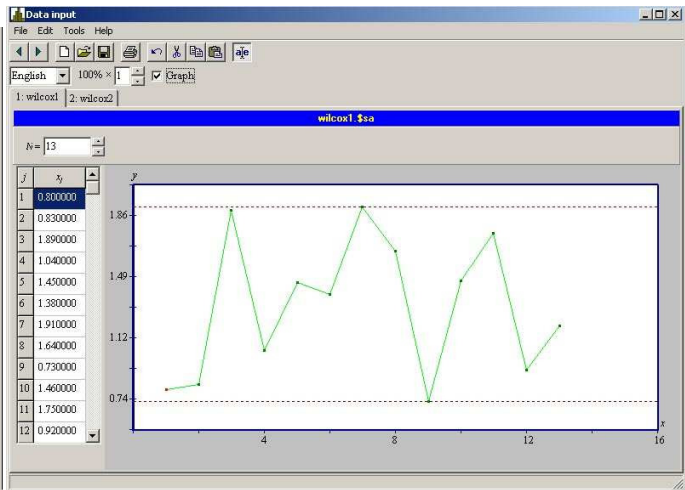 Data input
File Edit Tools Help
a|e
English 100% × 1 Graph
1: wilcox1 2: wilcox2
wilcox1.$sa
N= 13
j xj
1 0.800000
2 0.830000
3 1.890000
4 1.040000
5 1.450000
6 1.380000
7 1.910000
8 1.640000
9 0.730000
10 1.460000
11 1.750000
12 0.920000
y
1.86
1.49
1.12
0.74
x
4 8 12 16